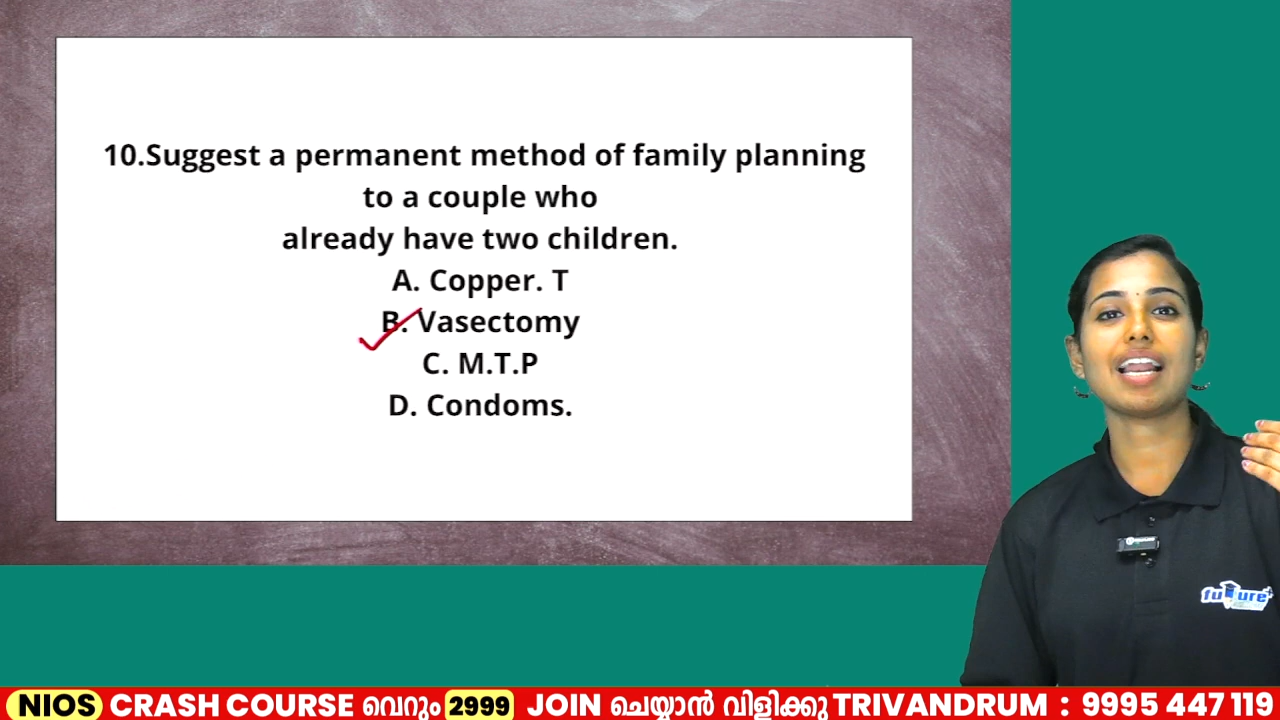 10.Suggest a permanent method of family planning
to a couple who
already have two children.
A. Copper. T
B. Vasectomy
C. M.T.P
D. Condoms.
future
NIOS CRASH COURSE വെറും 2999 JOIN ചെയ്യാൻ വിളിക്കു TRIVANDRUM : 9995 447 119